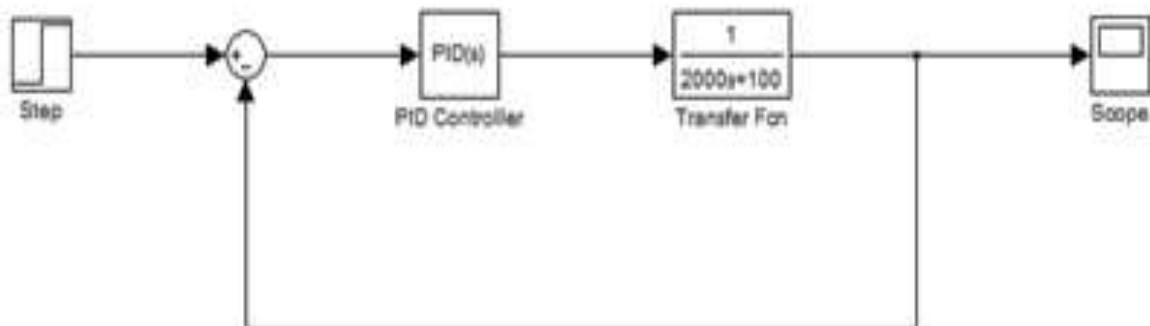 Step
+
−
PID(s)
PID Controller
1
2000s+100
Transfer Fcn
Scope